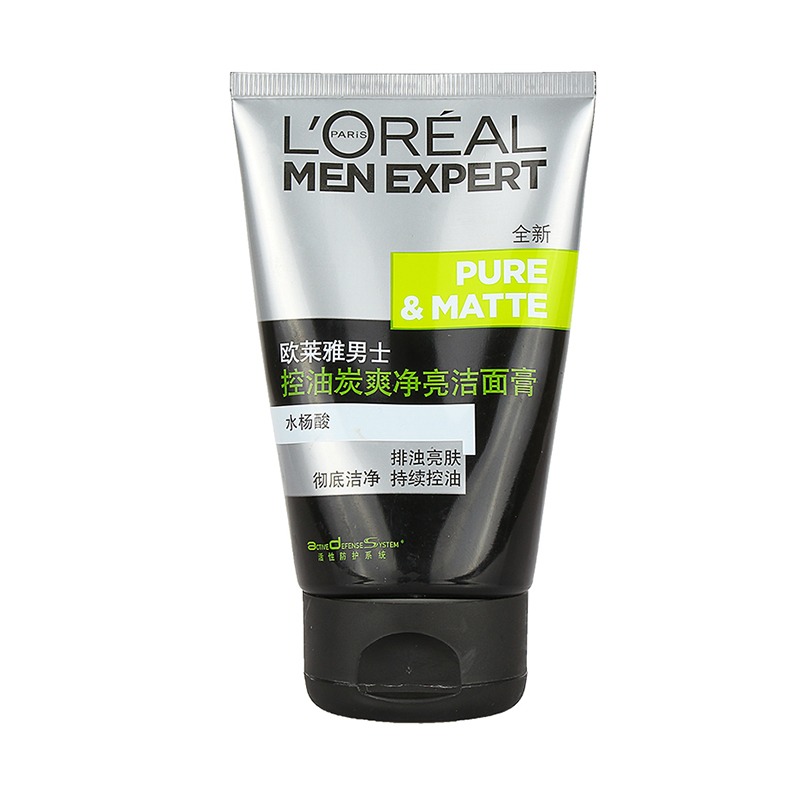 L'ORÉAL
PARiS
MEN EXPERT
全新
PURE
& MATTE
欧莱雅男士
控油炭爽净亮洁面膏
水杨酸
排浊亮肤
彻底洁净 持续控油
activeDefenseSystem®
活性防护系统